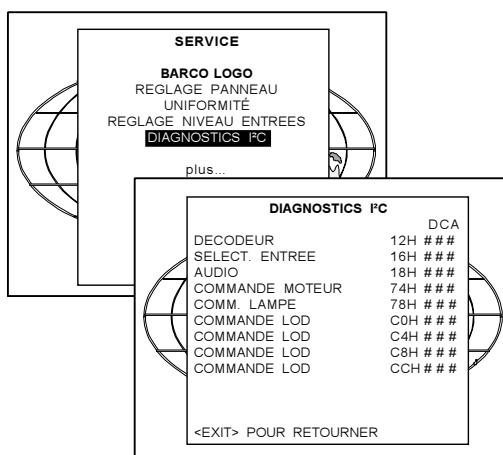 SERVICE
BARCO LOGO
REGLAGE PANNEAU
UNIFORMITÉ
REGLAGE NIVEAU ENTREES
DIAGNOSTICS I²C
plus...
DIAGNOSTICS I²C
DCA
DECODEUR 12H # # #
SELECT. ENTREE 16H # # #
AUDIO 18H # # #
COMMANDE MOTEUR 74H # # #
COMM. LAMPE 78H # # #
COMMANDE LOD C0H # # #
COMMANDE LOD C4H # # #
COMMANDE LOD C8H # # #
COMMANDE LOD CCH # # #
<EXIT> POUR RETOURNER